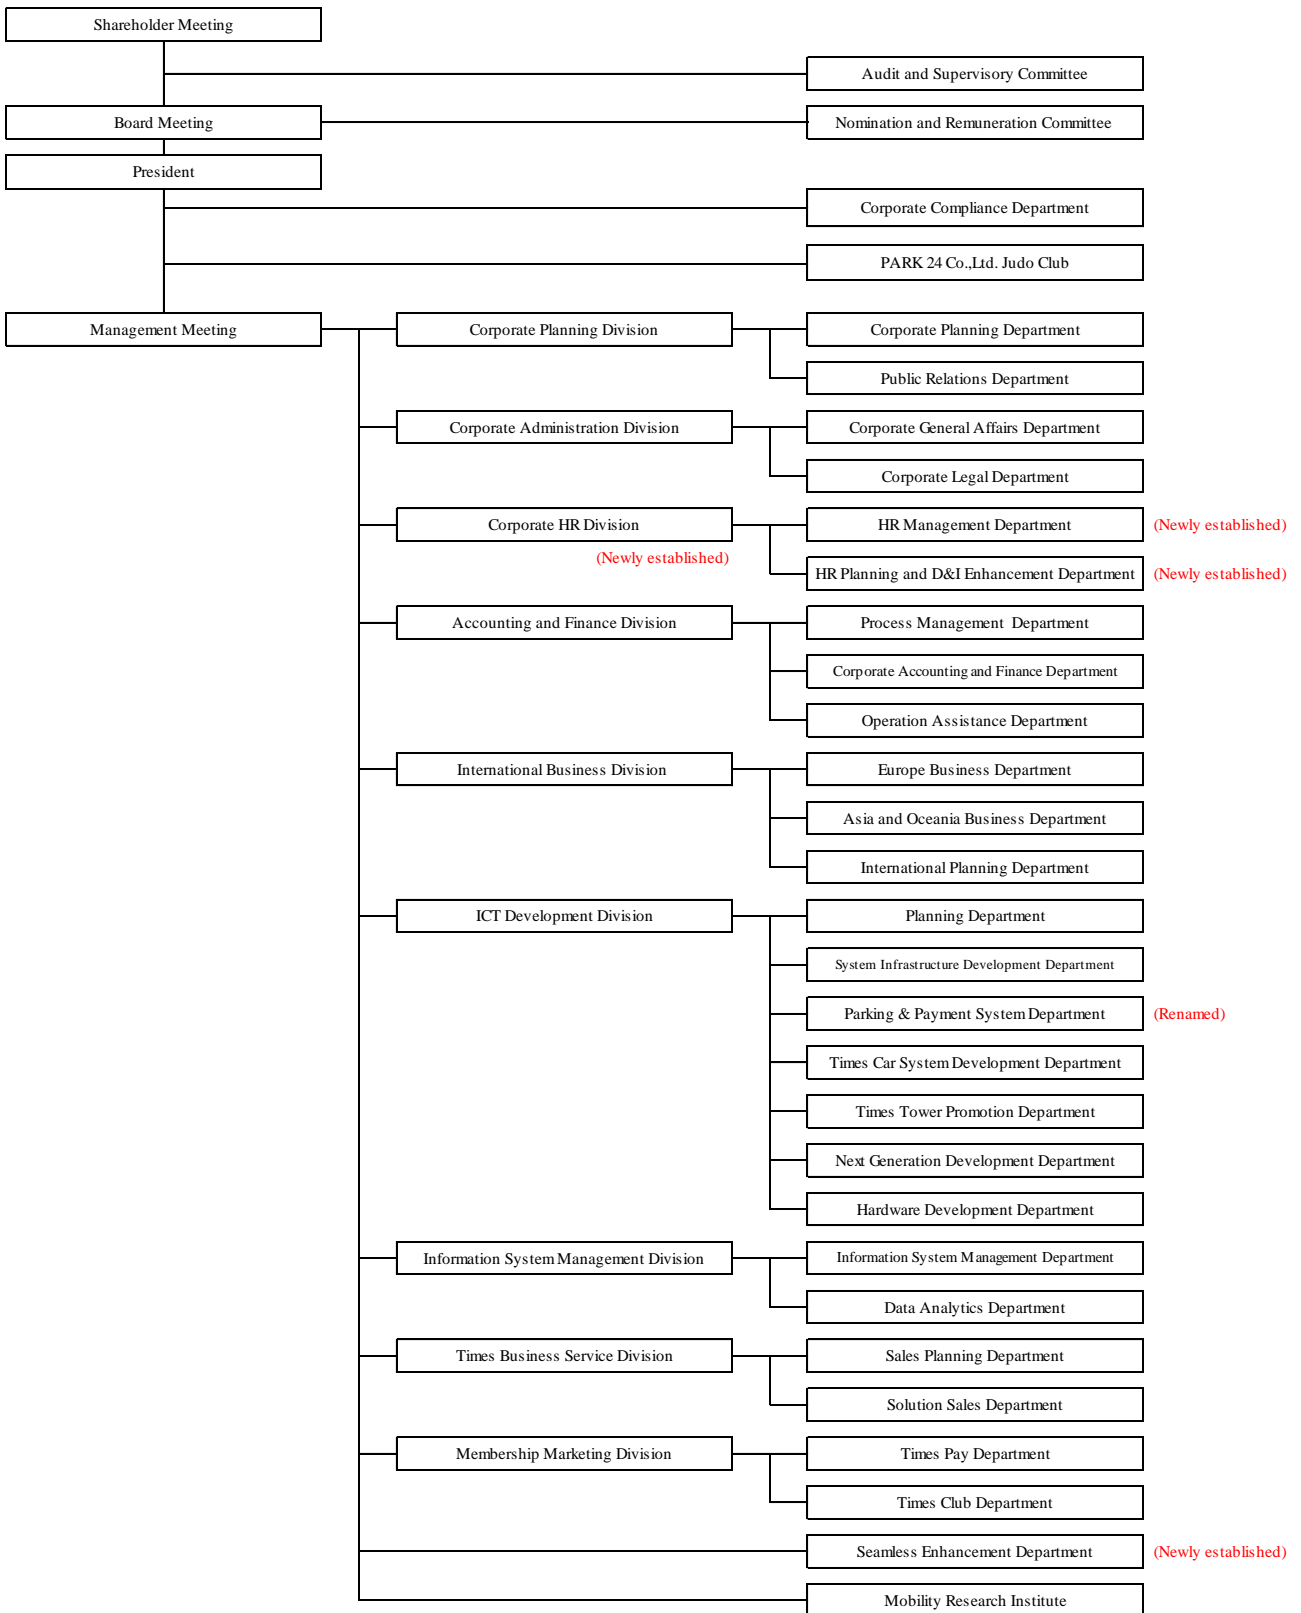 Shareholder Meeting
Audit and Supervisory Committee
Board Meeting
Nomination and Remuneration Committee
President
Corporate Compliance Department
PARK 24 Co.,Ltd. Judo Club
Management Meeting
Corporate Planning Division
Corporate Planning Department
Public Relations Department
Corporate Administration Division
Corporate General Affairs Department
Corporate Legal Department
Corporate HR Division
HR Management Department
(Newly established)
(Newly established)
HR Planning and D&I Enhancement Department
(Newly established)
Accounting and Finance Division
Process Management Department
Corporate Accounting and Finance Department
Operation Assistance Department
International Business Division
Europe Business Department
Asia and Oceania Business Department
International Planning Department
ICT Development Division
Planning Department
System Infrastructure Development Department
Parking & Payment System Department
(Renamed)
Times Car System Development Department
Times Tower Promotion Department
Next Generation Development Department
Hardware Development Department
Information System Management Division
Information System Management Department
Data Analytics Department
Times Business Service Division
Sales Planning Department
Solution Sales Department
Membership Marketing Division
Times Pay Department
Times Club Department
Seamless Enhancement Department
(Newly established)
Mobility Research Institute